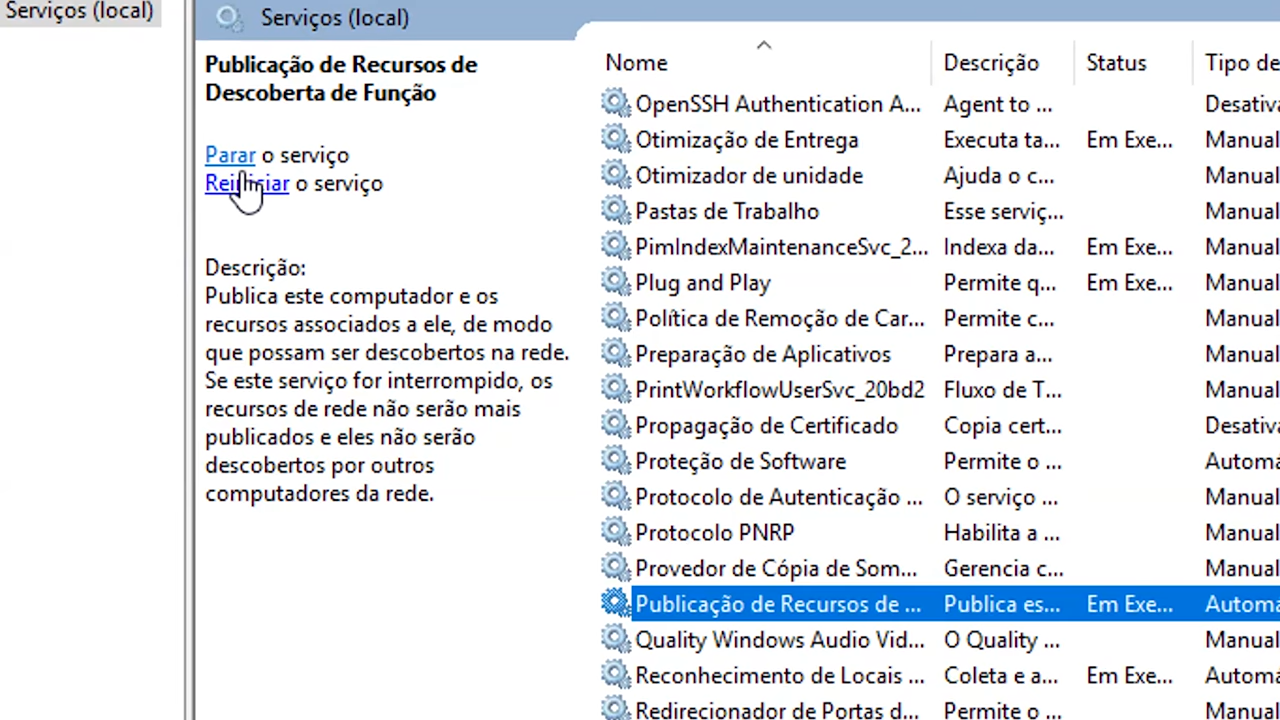 Serviços (local)
Serviços (local)
Publicação de Recursos de
Descoberta de Função
Parar o serviço
Reiniciar o serviço
Descrição:
Publica este computador e os
recursos associados a ele, de modo
que possam ser descobertos na rede.
Se este serviço for interrompido, os
recursos de rede não serão mais
publicados e eles não serão
descobertos por outros
computadores da rede.
Nome Descrição Status Tipo de
OpenSSH Authentication A... Agent to ... Desativa
Otimização de Entrega Executa ta... Em Exe... Manual
Otimizador de unidade Ajuda o c... Manual
Pastas de Trabalho Esse serviç... Manual
PimIndexMaintenanceSvc_2... Indexa da... Em Exe... Manual
Plug and Play Permite q... Em Exe... Manual
Política de Remoção de Car... Permite c... Manual
Preparação de Aplicativos Prepara a... Manual
PrintWorkflowUserSvc_20bd2 Fluxo de T... Manual
Propagação de Certificado Copia cert... Desativa
Proteção de Software Permite o ... Automá
Protocolo de Autenticação ... O serviço ... Manual
Protocolo PNRP Habilita a ... Manual
Provedor de Cópia de Som... Gerencia c... Manual
Publicação de Recursos de ... Publica es... Em Exe... Automá
Quality Windows Audio Vid... O Quality ... Manual
Reconhecimento de Locais ... Coleta e a... Em Exe... Manual
Redirecionador de Portas d... Permite o ... Manual